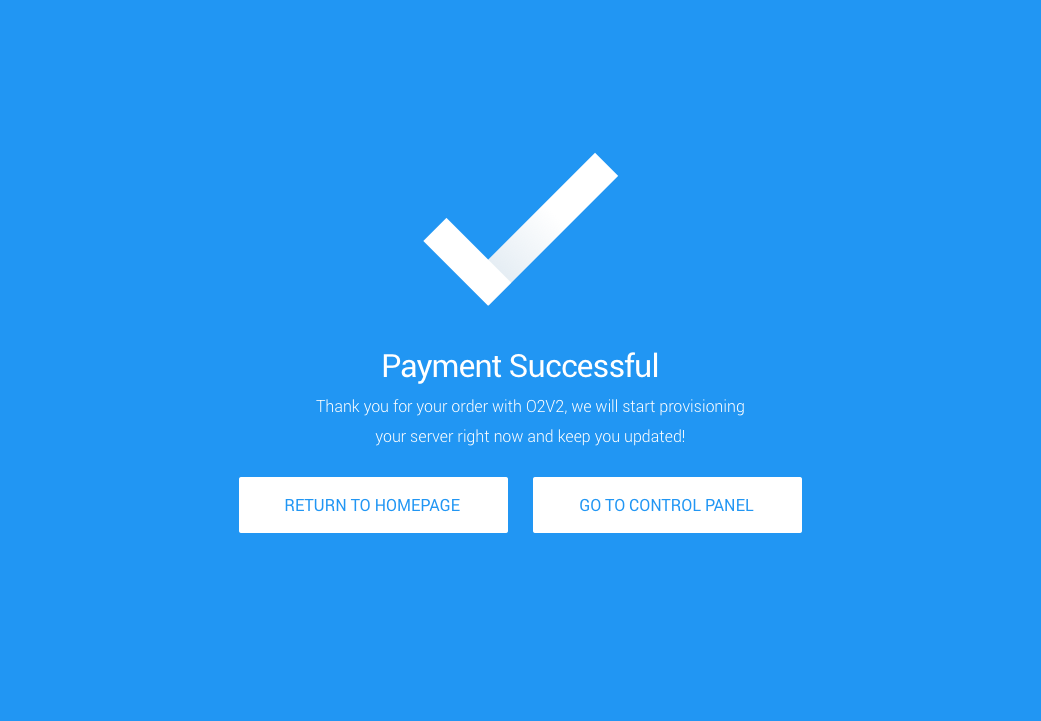 Payment Successful
Thank you for your order with O2V2, we will start provisioning
your server right now and keep you updated!
RETURN TO HOMEPAGE
GO TO CONTROL PANEL